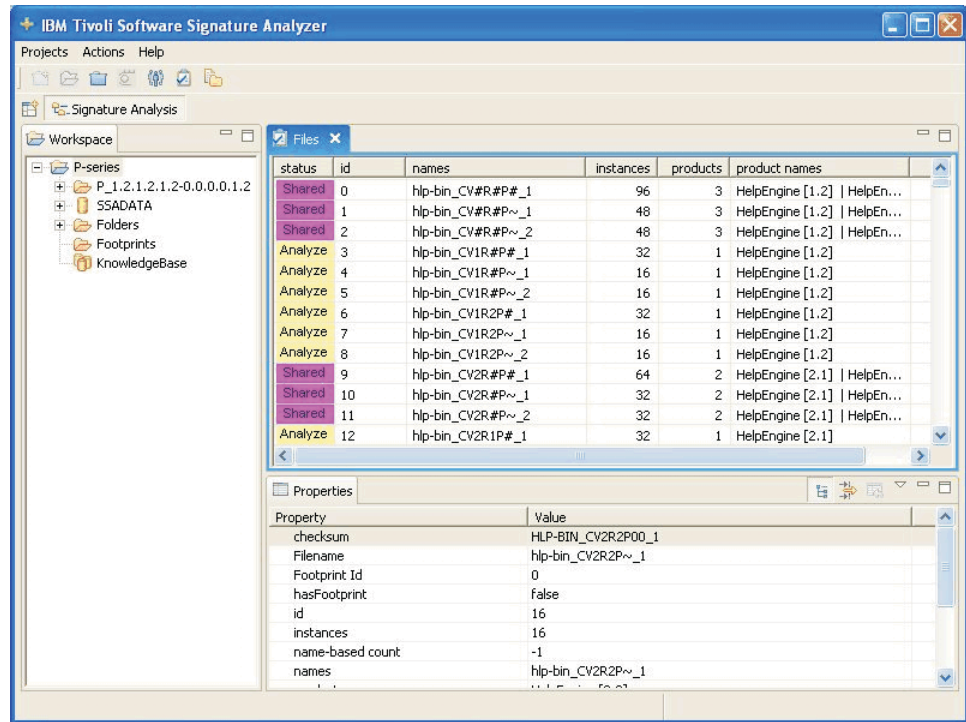 IBM Tivoli Software Signature Analyzer
Projects Actions Help
Signature Analysis
Workspace
P-series
P_1.2.1.2.1.2-0.0.0.0.1.2
SSADATA
Folders
Footprints
KnowledgeBase
Files
status id names instances products product names
Shared 0 hlp-bin_CV#R#P#_1 96 3 HelpEngine [1.2] | HelpEn...
Shared 1 hlp-bin_CV#R#P~_1 48 3 HelpEngine [1.2] | HelpEn...
Shared 2 hlp-bin_CV#R#P~_2 48 3 HelpEngine [1.2] | HelpEn...
Analyze 3 hlp-bin_CV1R#P#_1 32 1 HelpEngine [1.2]
Analyze 4 hlp-bin_CV1R#P~_1 16 1 HelpEngine [1.2]
Analyze 5 hlp-bin_CV1R#P~_2 16 1 HelpEngine [1.2]
Analyze 6 hlp-bin_CV1R2P#_1 32 1 HelpEngine [1.2]
Analyze 7 hlp-bin_CV1R2P~_1 16 1 HelpEngine [1.2]
Analyze 8 hlp-bin_CV1R2P~_2 16 1 HelpEngine [1.2]
Shared 9 hlp-bin_CV2R#P#_1 64 2 HelpEngine [2.1] | HelpEn...
Shared 10 hlp-bin_CV2R#P~_1 32 2 HelpEngine [2.1] | HelpEn...
Shared 11 hlp-bin_CV2R#P~_2 32 2 HelpEngine [2.1] | HelpEn...
Analyze 12 hlp-bin_CV2R1P#_1 32 1 HelpEngine [2.1]
Properties
Property Value
checksum HLP-BIN_CV2R2P00_1
Filename hlp-bin_CV2R2P~_1
Footprint Id 0
hasFootprint false
id 16
instances 16
name-based count -1
names hlp-bin_CV2R2P~_1